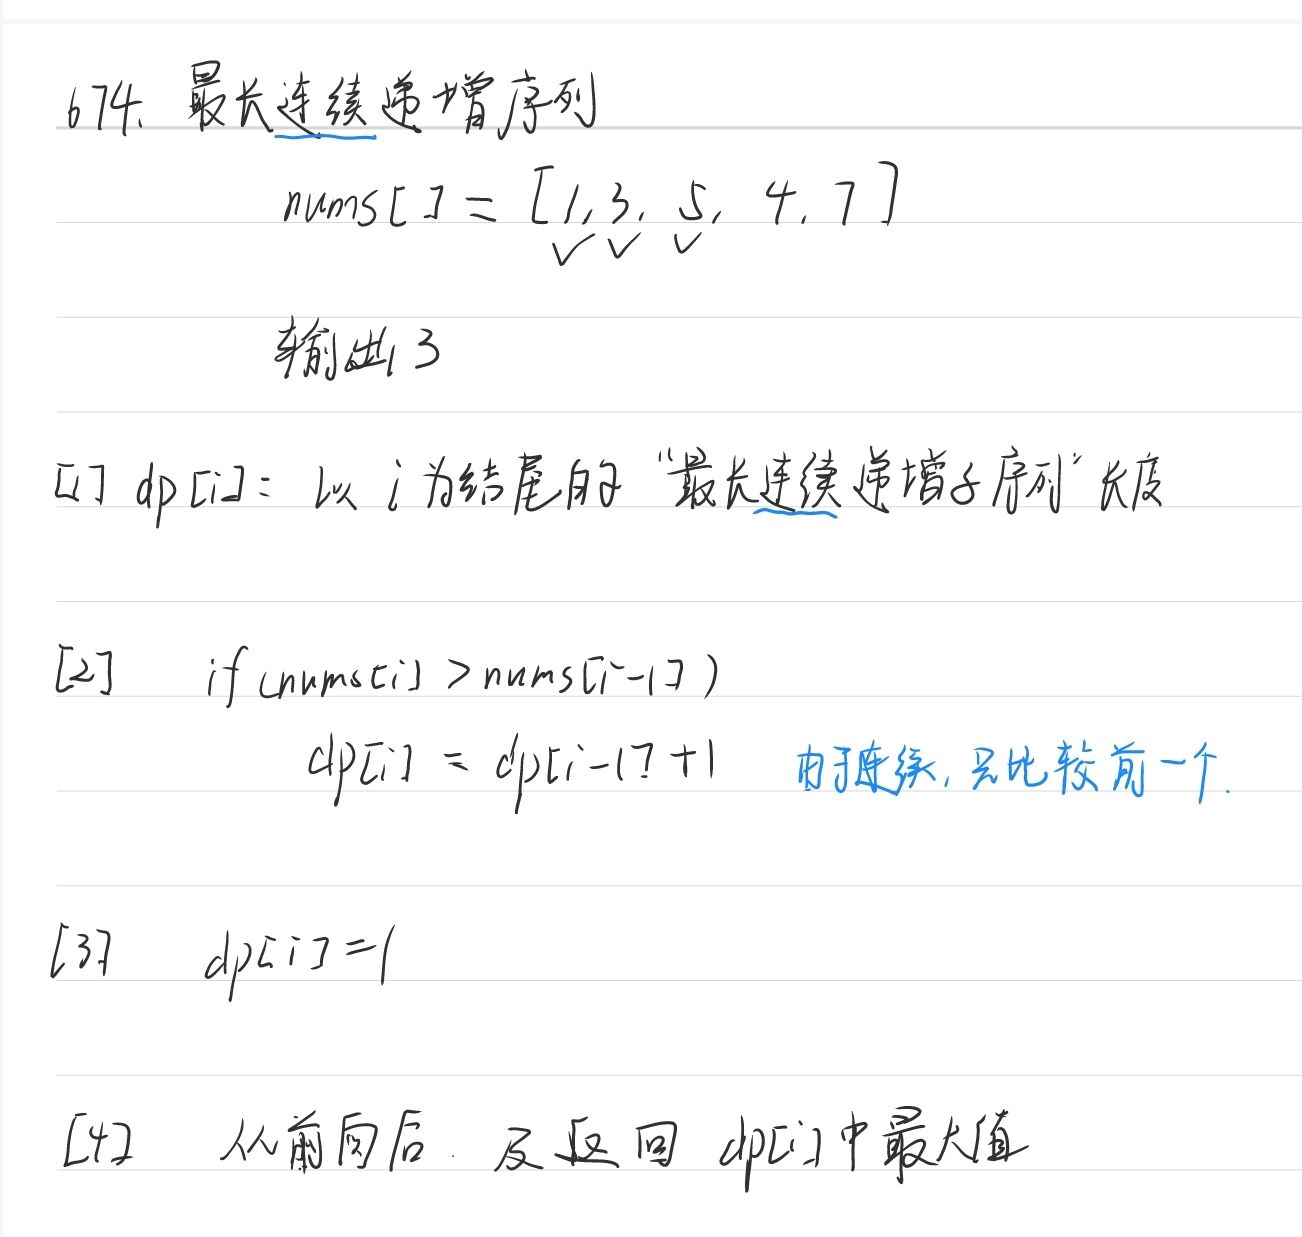 674. 最长连续递增序列
nums[] = [1,3,5,4,7]
输出 3
[1] dp[i]: 以 i 为结尾的 “最长连续递增子序列” 长度
[2] if (nums[i] > nums[i-1])
dp[i] = dp[i-1] + 1 由于连续,只比较前一个.
[3] dp[i] = 1
[4] 从前向后. 及返回 dp[i] 中最大值